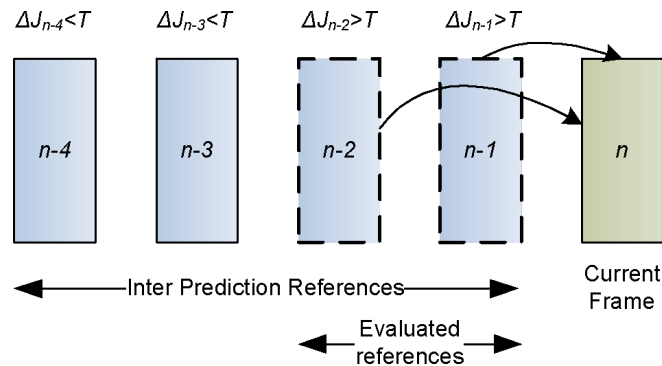 ΔJn-4<T ΔJn-3<T ΔJn-2>T ΔJn-1>T
n-4 n-3 n-2 n-1 n
Inter Prediction References
Current
Frame
Evaluated
references